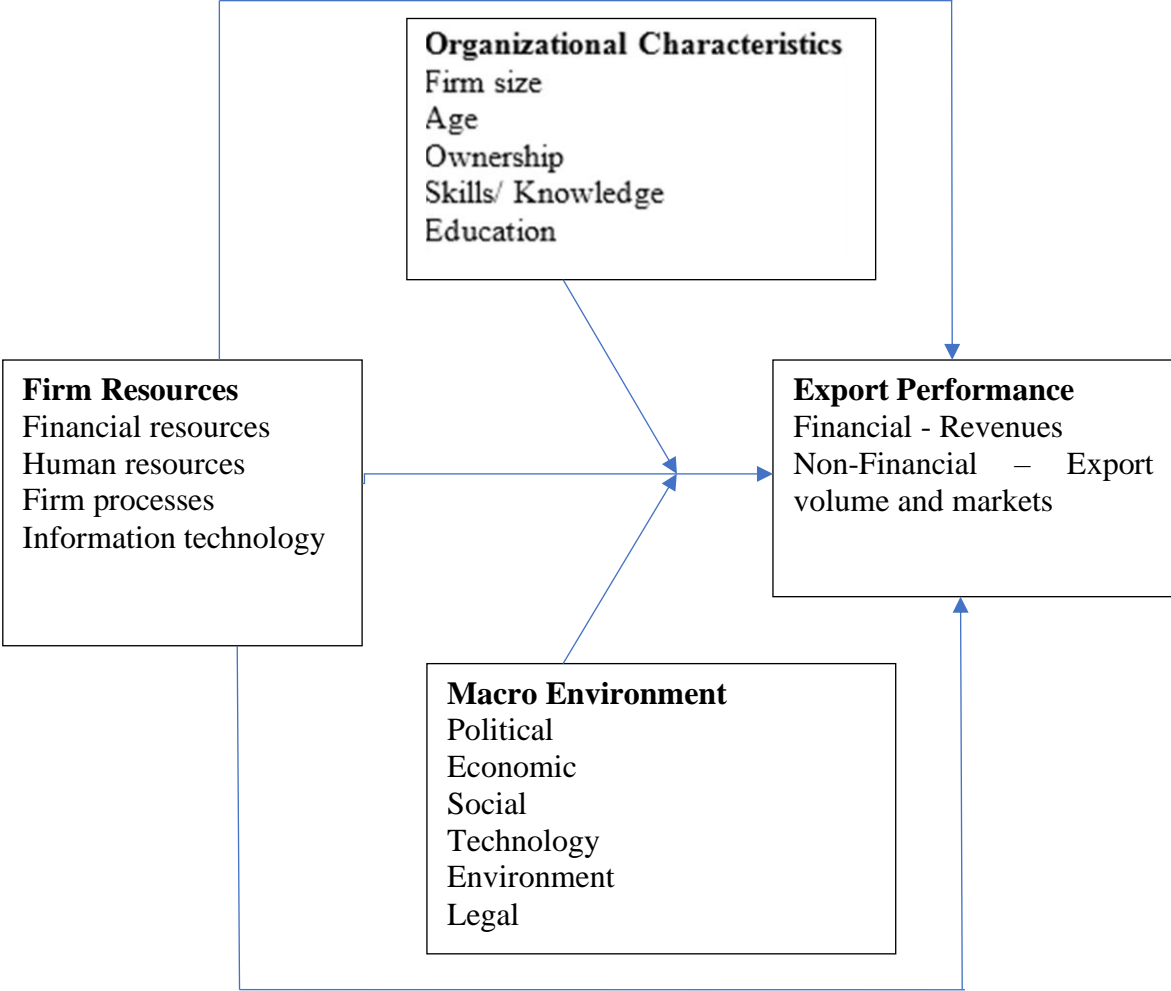 Organizational Characteristics
Firm size
Age
Ownership
Skills/ Knowledge
Education
Firm Resources
Financial resources
Human resources
Firm processes
Information technology
Export Performance
Financial - Revenues
Non-Financial – Export
volume and markets
Macro Environment
Political
Economic
Social
Technology
Environment
Legal